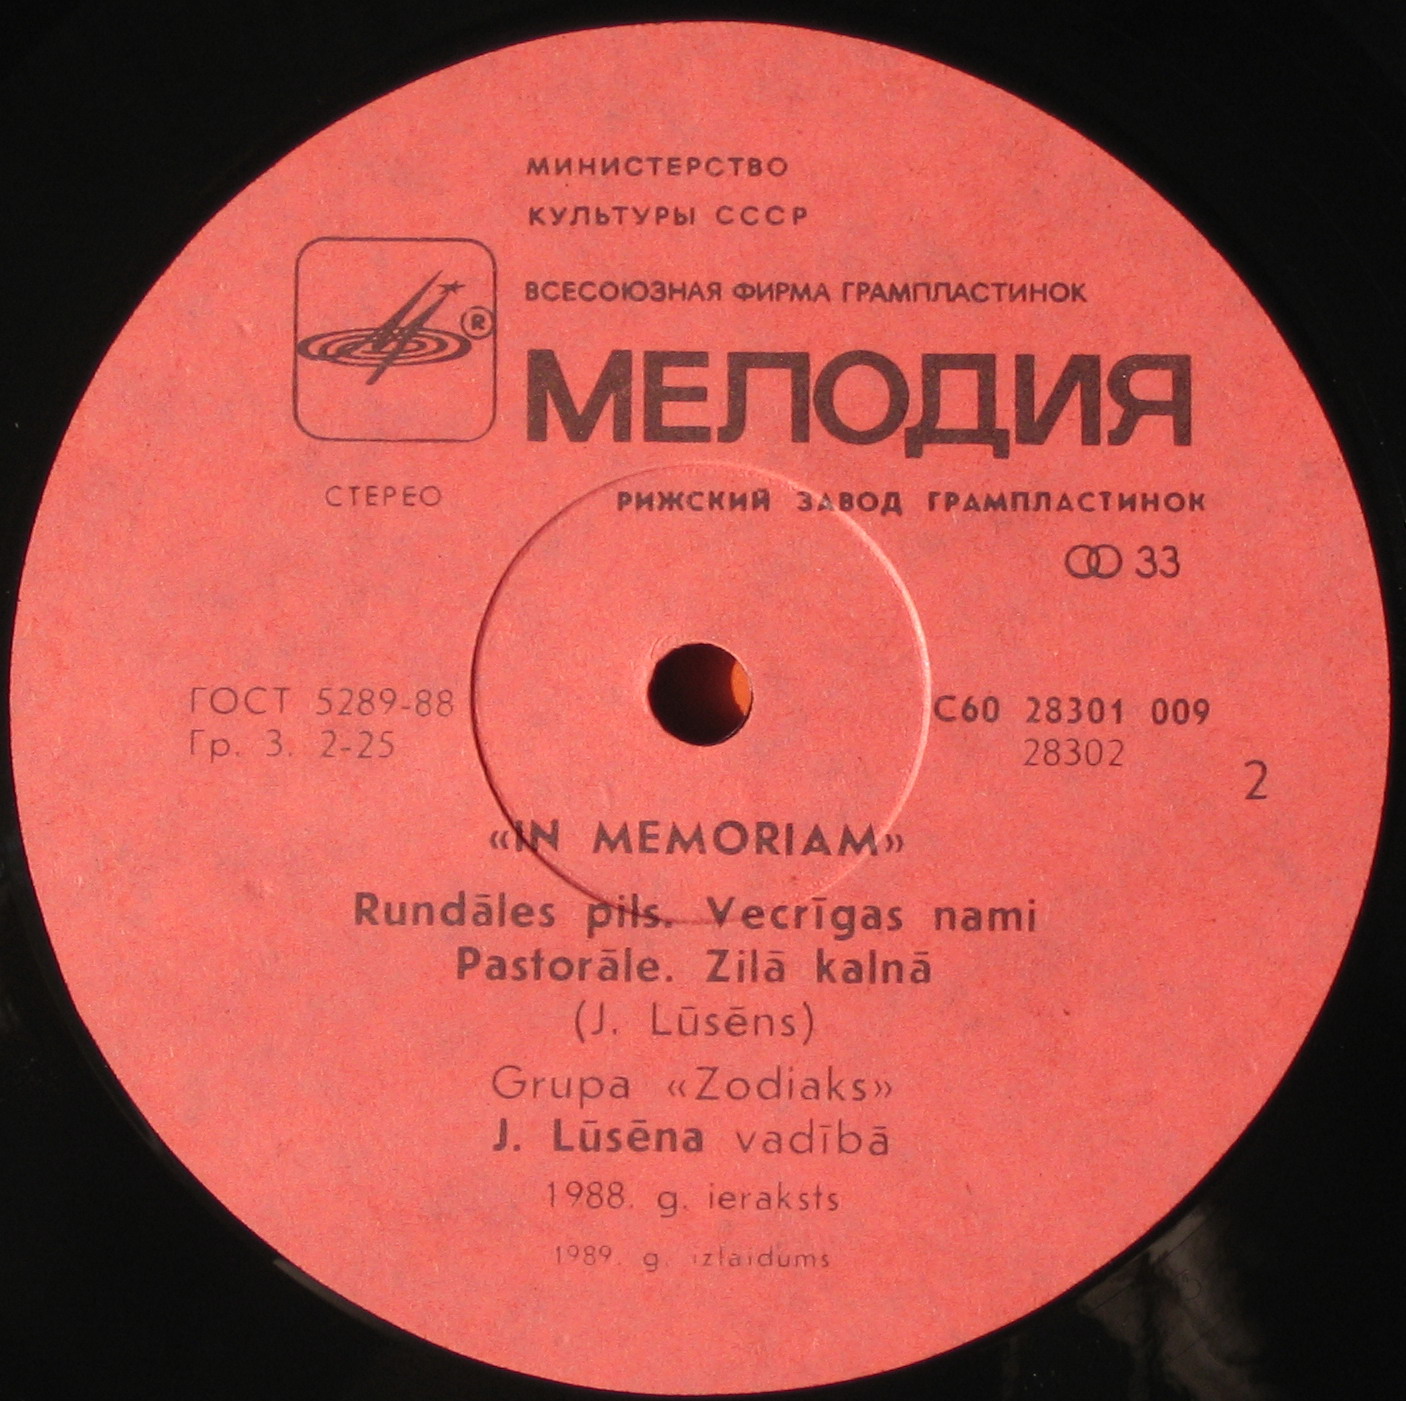 МИНИСТЕРСТВО
КУЛЬТУРЫ СССР
ВСЕСОЮЗНАЯ ФИРМА ГРАМПЛАСТИНОК
®
МЕЛОДИЯ
СТЕРЕО
РИЖСКИЙ ЗАВОД ГРАМПЛАСТИНОК
33
ГОСТ 5289-88
Гр. 3. 2-25
С60 28301 009
28302
2
«IN MEMORIAM»
Rundāles pils. Vecrīgas nami
Pastorāle. Zilā kalnā
(J. Lūsēns)
Grupa «Zodiaks»
J. Lūsēna vadībā
1988. g. ieraksts
1989. g. izlaidums